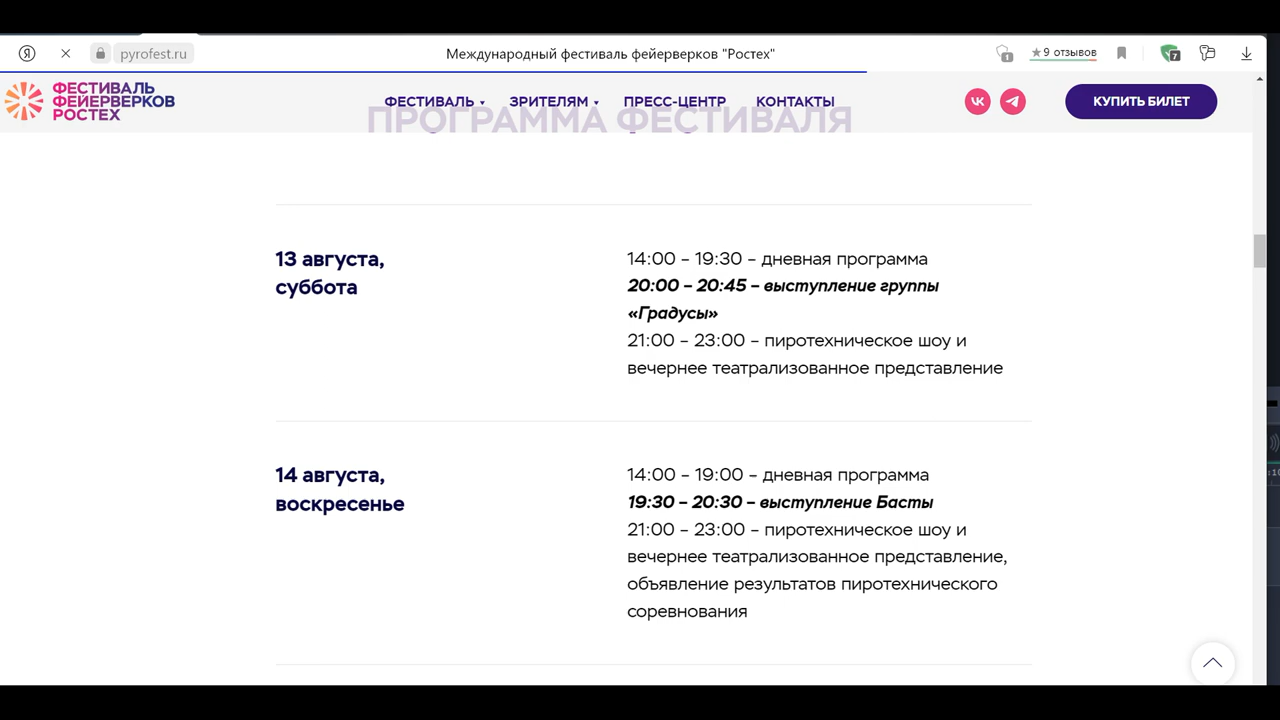 Я
pyrofest.ru
Международный фестиваль фейерверков "Ростех"
1
9 отзывов
7
ФЕСТИВАЛЬ
ФЕЙЕРВЕРКОВ
РОСТЕХ
ФЕСТИВАЛЬ
ЗРИТЕЛЯМ
ПРЕСС-ЦЕНТР
КОНТАКТЫ
КУПИТЬ БИЛЕТ
ПРОГРАММА ФЕСТИВАЛЯ
13 августа,
суббота
14:00 – 19:30 – дневная программа
20:00 – 20:45 – выступление группы
«Градусы»
21:00 – 23:00 – пиротехническое шоу и
вечернее театрализованное представление
14 августа,
воскресенье
14:00 – 19:00 – дневная программа
19:30 – 20:30 – выступление Басты
21:00 – 23:00 – пиротехническое шоу и
вечернее театрализованное представление,
объявление результатов пиротехнического
соревнования